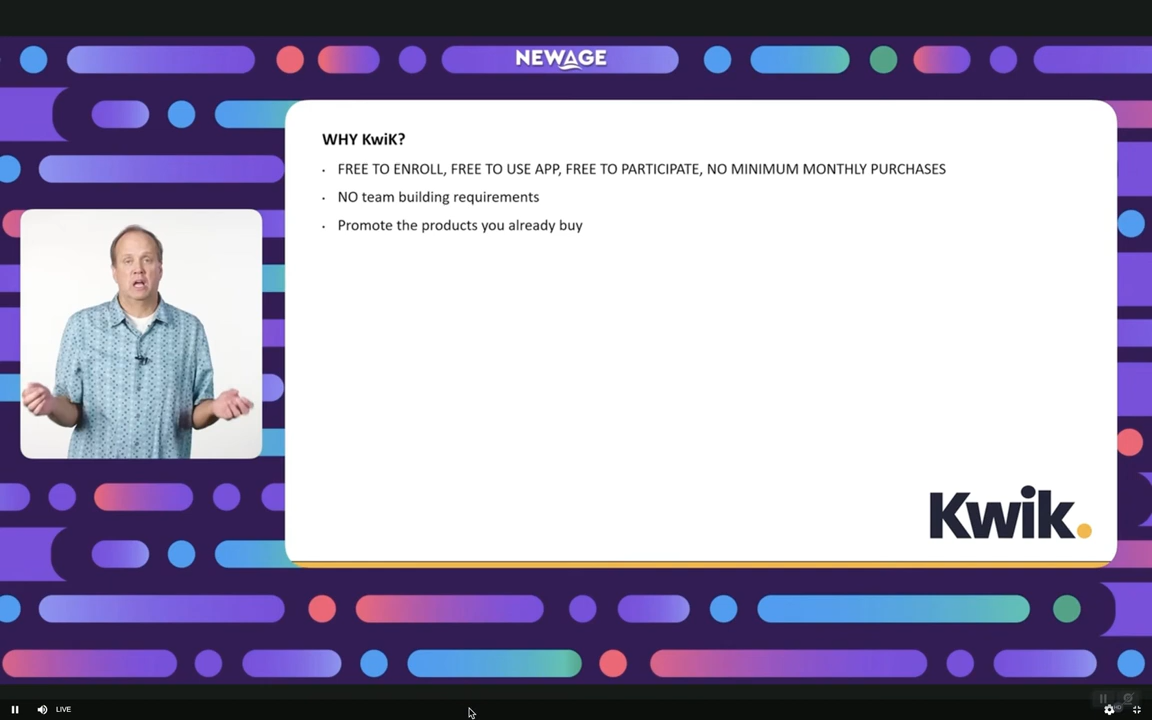 NEWAGE
WHY KwiK?
• FREE TO ENROLL, FREE TO USE APP, FREE TO PARTICIPATE, NO MINIMUM MONTHLY PURCHASES
• NO team building requirements
• Promote the products you already buy
Kwik.
LIVE